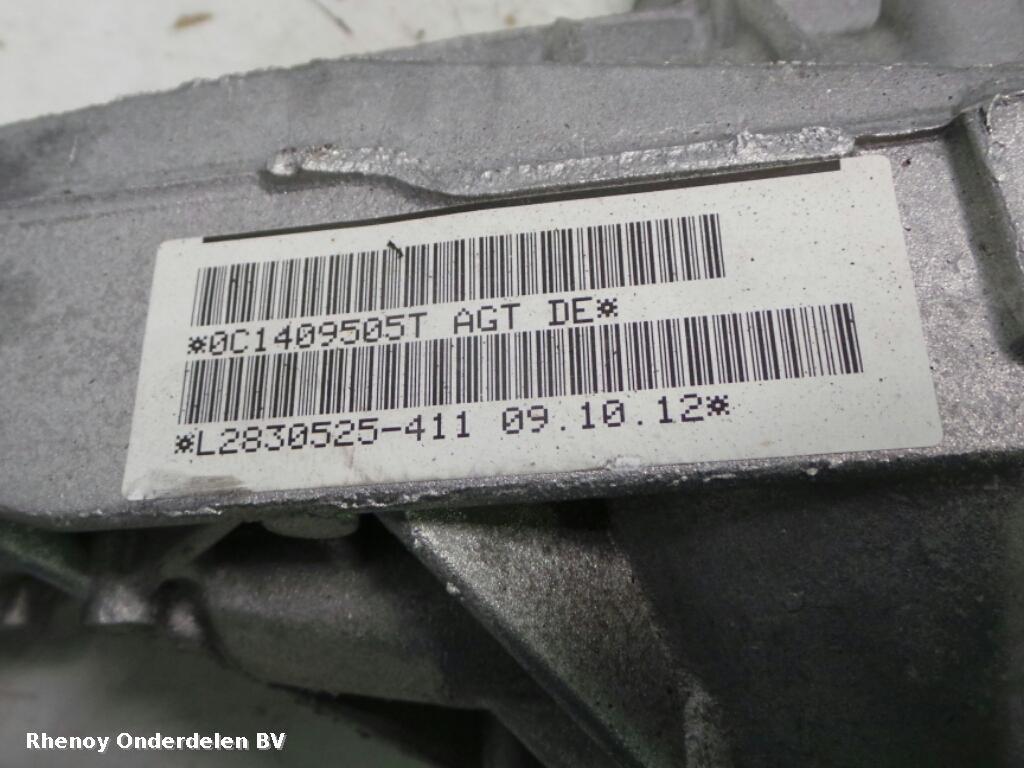 *0C1409505T AGT DE*
*L2830525-411 09.10.12*
Rhenoy Onderdelen BV